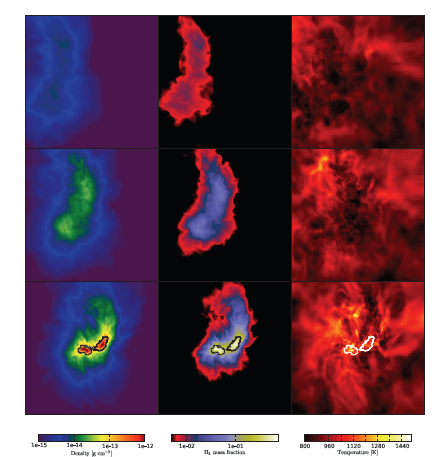 1e-15 1e-14 1e-13 1e-12
Density [g cm⁻³]
1e-02 1e-01
H₂ mass fraction
800 960 1120 1280 1440
Temperature [K]